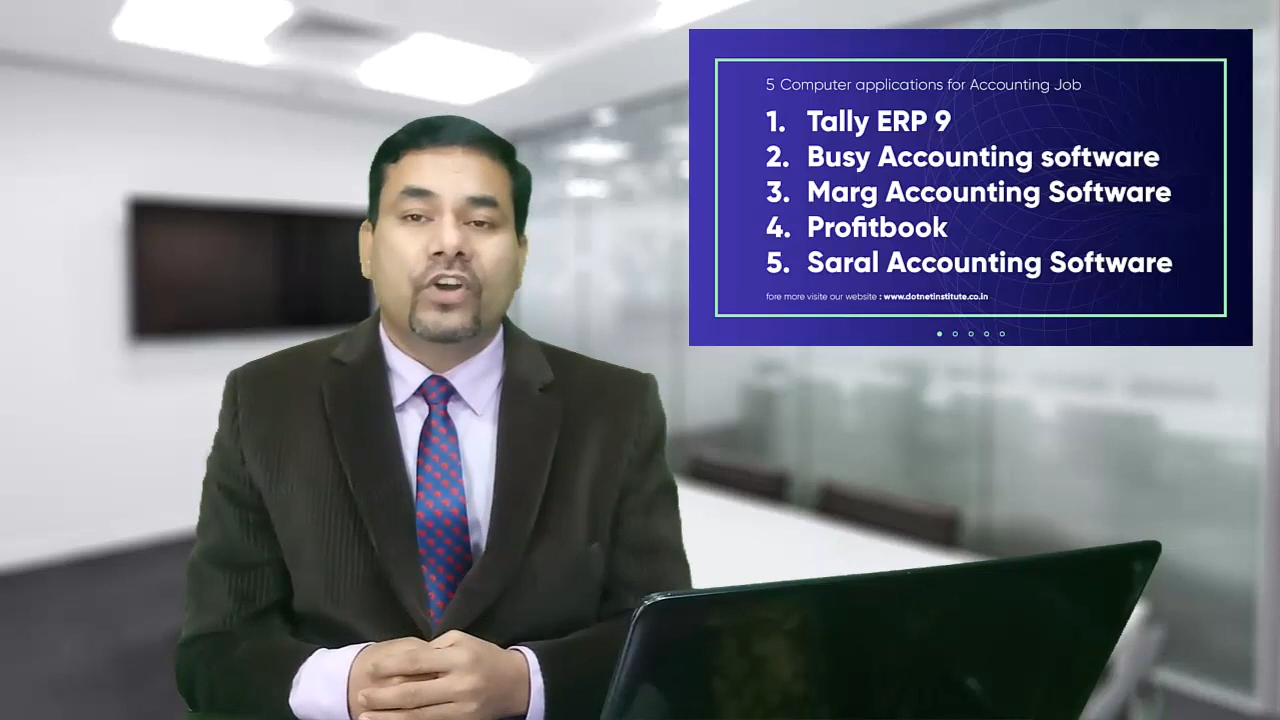 5 Computer applications for Accounting Job
1. Tally ERP 9
2. Busy Accounting software
3. Marg Accounting Software
4. Profitbook
5. Saral Accounting Software
fore more visite our website : www.dotnetinstitute.co.in